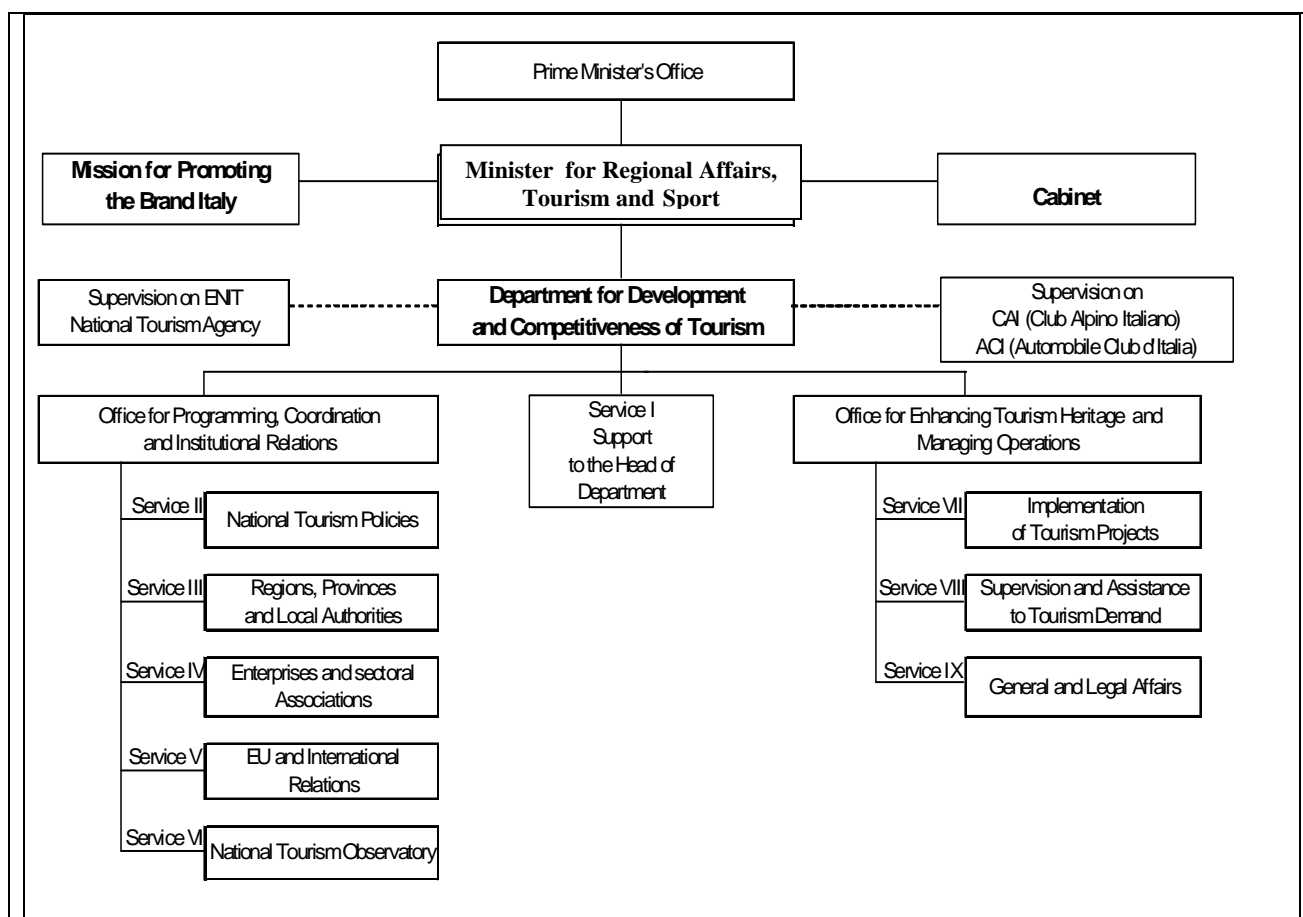 Prime Minister's Office
Mission for Promoting
the Brand Italy
Minister for Regional Affairs,
Tourism and Sport
Cabinet
Supervision on ENIT
National Tourism Agency
Department for Development
and Competitiveness of Tourism
Supervision on
CAI (Club Alpino Italiano)
ACI (Automobile Club d'Italia)
Office for Programming, Coordination
and Institutional Relations
Service I
Support
to the Head of
Department
Office for Enhancing Tourism Heritage and
Managing Operations
Service II
National Tourism Policies
Service III
Regions, Provinces
and Local Authorities
Service IV
Enterprises and sectoral
Associations
Service V
EU and International
Relations
Service VI
National Tourism Observatory
Service VII
Implementation
of Tourism Projects
Service VIII
Supervision and Assistance
to Tourism Demand
Service IX
General and Legal Affairs